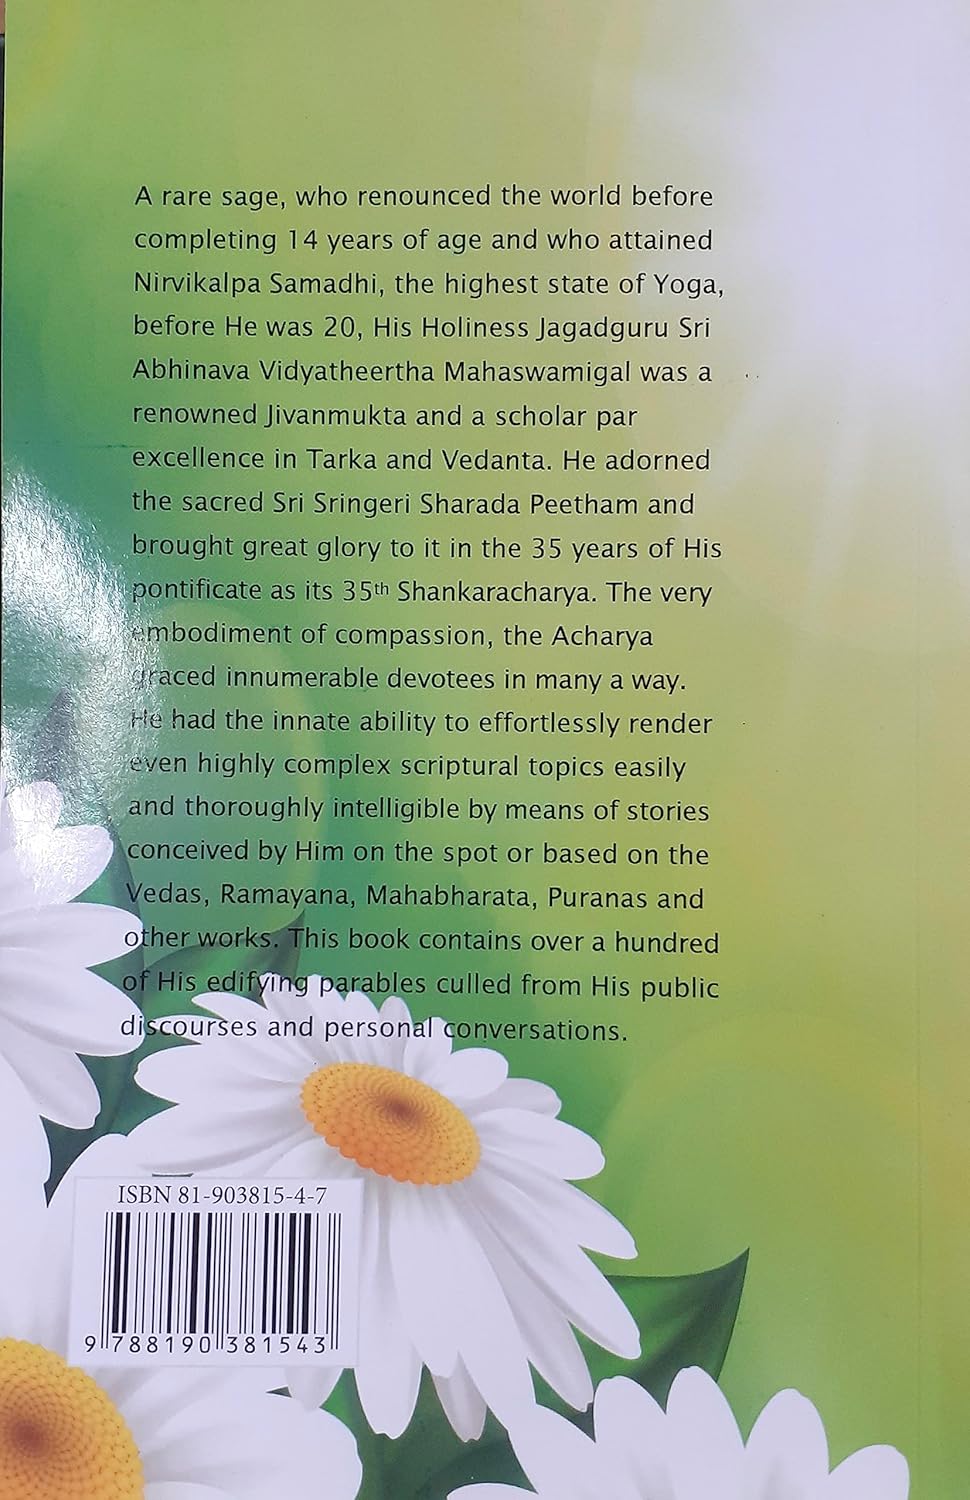 A rare sage, who renounced the world before
completing 14 years of age and who attained
Nirvikalpa Samadhi, the highest state of Yoga,
before He was 20, His Holiness Jagadguru Sri
Abhinava Vidyatheertha Mahaswamigal was a
renowned Jivanmukta and a scholar par
excellence in Tarka and Vedanta. He adorned
the sacred Sri Sringeri Sharada Peetham and
brought great glory to it in the 35 years of His
pontificate as its 35th Shankaracharya. The very
embodiment of compassion, the Acharya
graced innumerable devotees in many a way.
He had the innate ability to effortlessly render
even highly complex scriptural topics easily
and thoroughly intelligible by means of stories
conceived by Him on the spot or based on the
Vedas, Ramayana, Mahabharata, Puranas and
other works. This book contains over a hundred
of His edifying parables culled from His public
discourses and personal conversations.
ISBN 81-903815-4-7
9 788190 381543